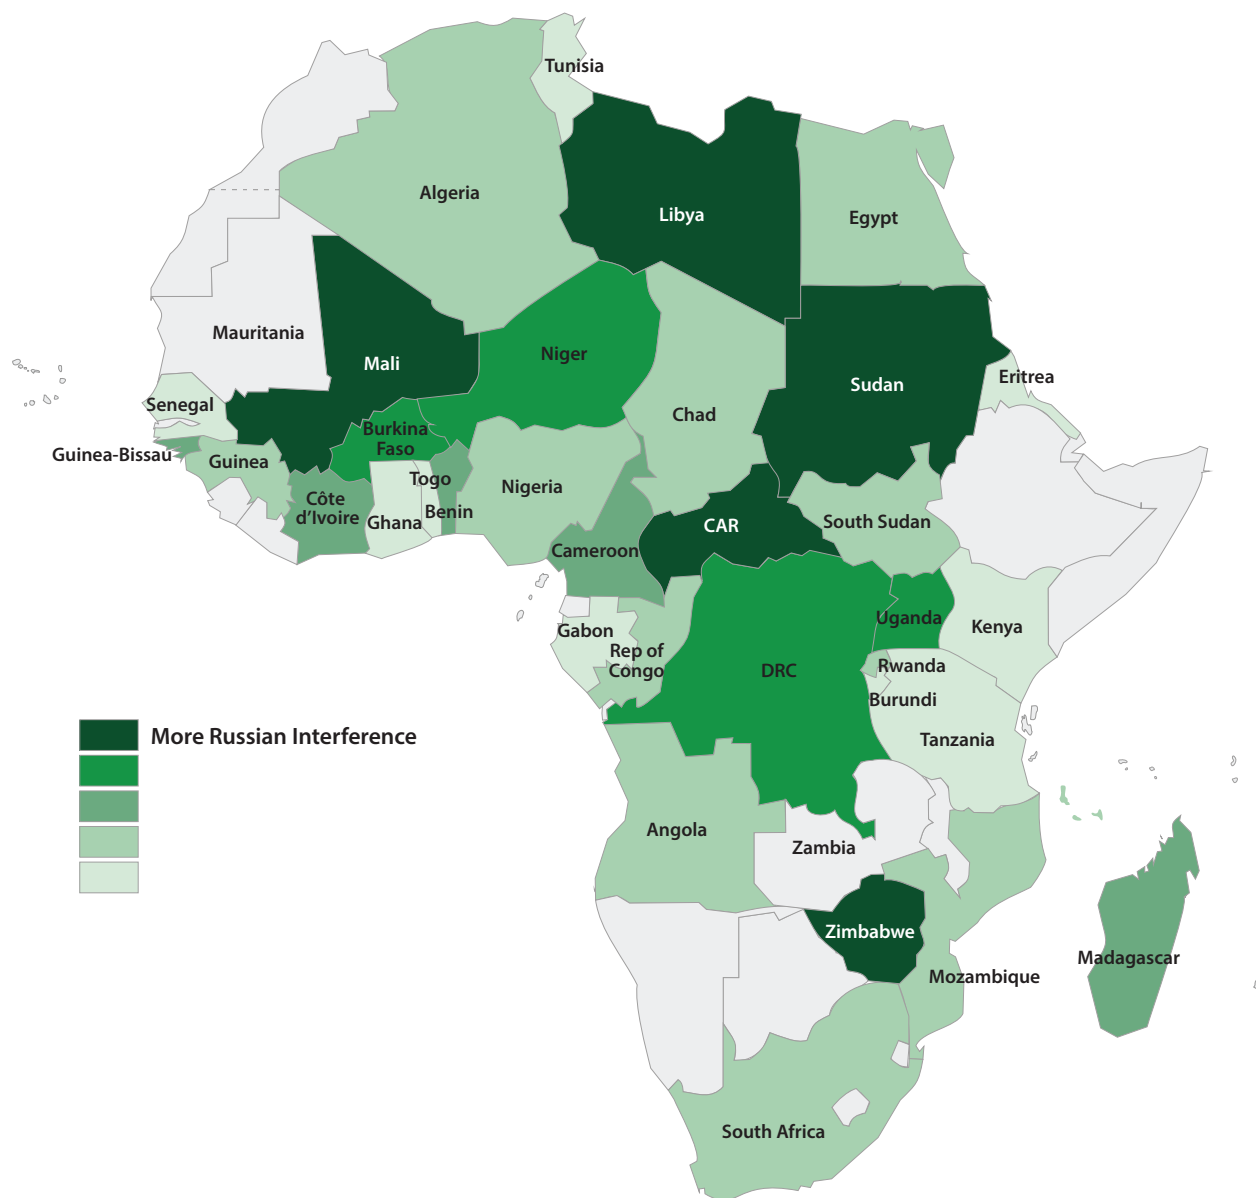 Tunisia
Algeria
Libya
Egypt
Mauritania
Mali
Niger
Chad
Sudan
Eritrea
Senegal
Guinea-Bissau
Guinea
Burkina
Faso
Côte
d’Ivoire
Ghana
Togo
Benin
Nigeria
Cameroon
CAR
South Sudan
Gabon
Rep of
Congo
DRC
Uganda
Kenya
Rwanda
Burundi
Tanzania
More Russian Interference
Angola
Zambia
Zimbabwe
Mozambique
Madagascar
South Africa